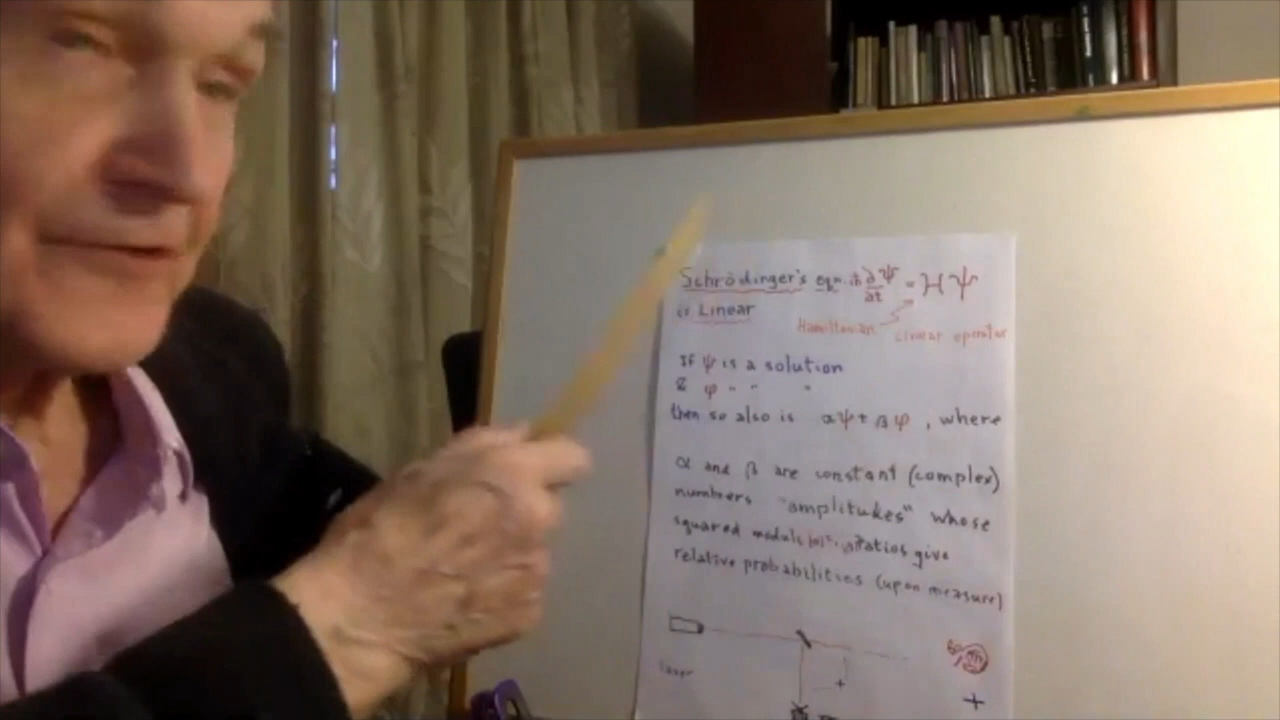 Schrödinger's eqn. iħ ∂Ψ/∂t = HΨ
is Linear
Hamiltonian Linear operator
If ψ is a solution
& φ " " "
then so also is αψ + βφ , where
α and β are constant (complex)
numbers "amplitukes" whose
squared moduli ratios give
relative probabilities (upon measure)
laser
+
+